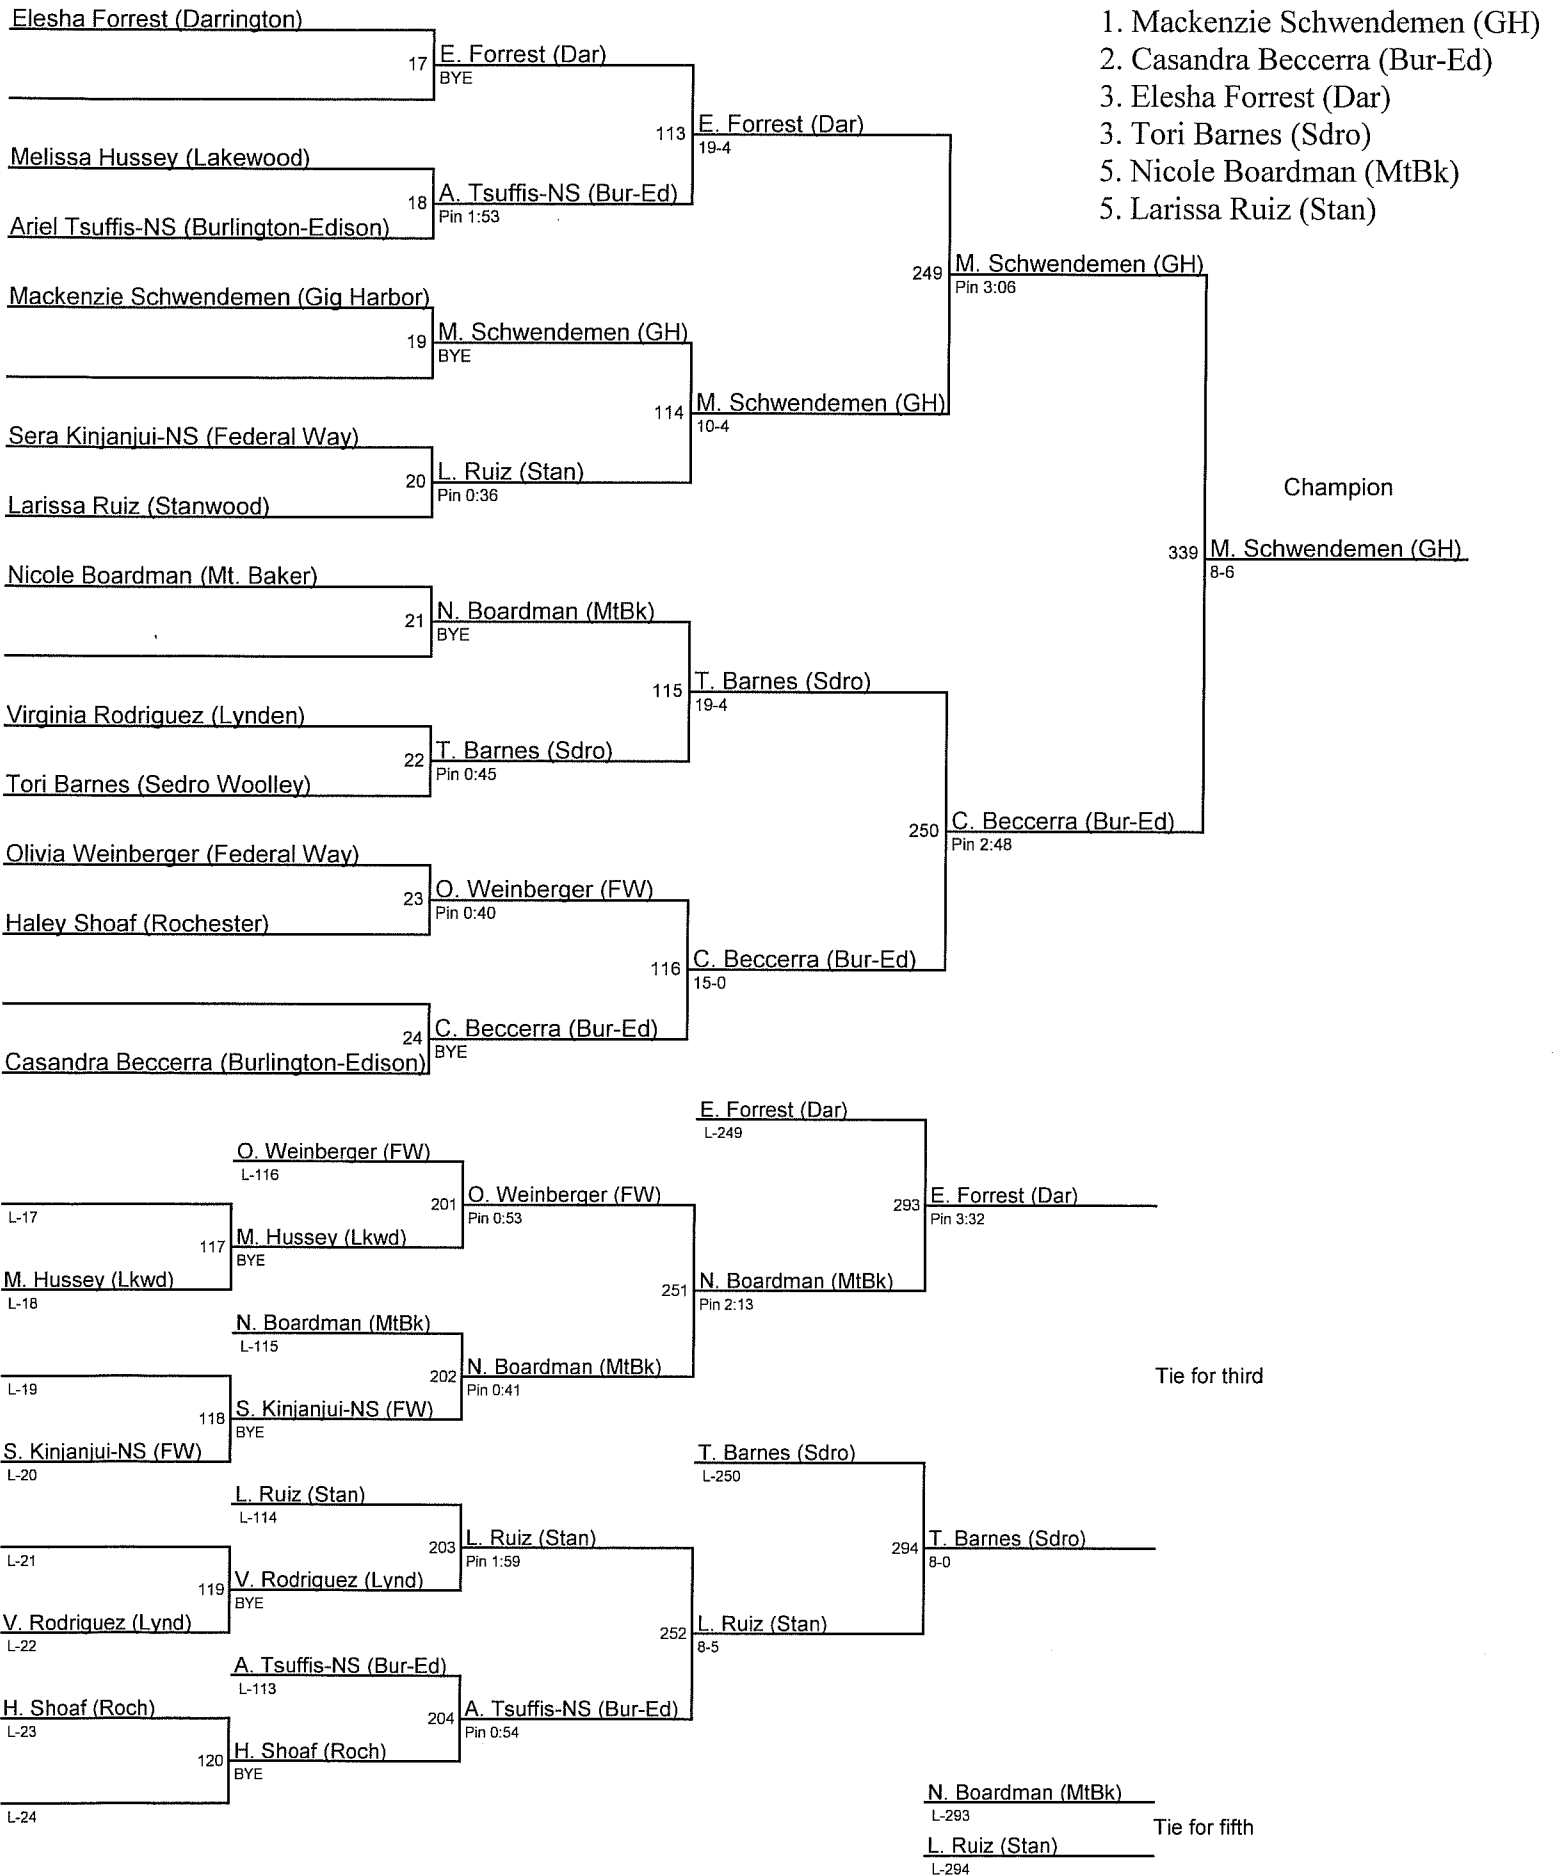 Elesha Forrest (Darrington)
17
E. Forrest (Dar)
BYE
Melissa Hussey (Lakewood)
18
A. Tsuffis-NS (Bur-Ed)
Pin 1:53
Ariel Tsuffis-NS (Burlington-Edison)
113
E. Forrest (Dar)
19-4
Mackenzie Schwendemen (Gig Harbor)
19
M. Schwendemen (GH)
BYE
Sera Kinjanjui-NS (Federal Way)
20
L. Ruiz (Stan)
Pin 0:36
Larissa Ruiz (Stanwood)
114
M. Schwendemen (GH)
10-4
249
M. Schwendemen (GH)
Pin 3:06
Nicole Boardman (Mt. Baker)
21
N. Boardman (MtBk)
BYE
Virginia Rodriguez (Lynden)
22
T. Barnes (Sdro)
Pin 0:45
Tori Barnes (Sedro Woolley)
115
T. Barnes (Sdro)
19-4
Olivia Weinberger (Federal Way)
23
O. Weinberger (FW)
Pin 0:40
Haley Shoaf (Rochester)
24
C. Beccerra (Bur-Ed)
BYE
Casandra Beccerra (Burlington-Edison)
116
C. Beccerra (Bur-Ed)
15-0
250
C. Beccerra (Bur-Ed)
Pin 2:48
Champion
339
M. Schwendemen (GH)
8-6
1. Mackenzie Schwendemen (GH)
2. Casandra Beccerra (Bur-Ed)
3. Elesha Forrest (Dar)
3. Tori Barnes (Sdro)
5. Nicole Boardman (MtBk)
5. Larissa Ruiz (Stan)
L-17
M. Hussey (Lkwd)
L-18
117
M. Hussey (Lkwd)
BYE
O. Weinberger (FW)
L-116
201
O. Weinberger (FW)
Pin 0:53
L-19
S. Kinjanjui-NS (FW)
L-20
118
S. Kinjanjui-NS (FW)
BYE
N. Boardman (MtBk)
L-115
202
N. Boardman (MtBk)
Pin 0:41
251
N. Boardman (MtBk)
Pin 2:13
E. Forrest (Dar)
L-249
293
E. Forrest (Dar)
Pin 3:32
Tie for third
L-21
V. Rodriguez (Lynd)
L-22
119
V. Rodriguez (Lynd)
BYE
L. Ruiz (Stan)
L-114
203
L. Ruiz (Stan)
Pin 1:59
H. Shoaf (Roch)
L-23
L-24
120
H. Shoaf (Roch)
BYE
A. Tsuffis-NS (Bur-Ed)
L-113
204
A. Tsuffis-NS (Bur-Ed)
Pin 0:54
252
L. Ruiz (Stan)
8-5
T. Barnes (Sdro)
L-250
294
T. Barnes (Sdro)
8-0
N. Boardman (MtBk)
L-293
Tie for fifth
L. Ruiz (Stan)
L-294